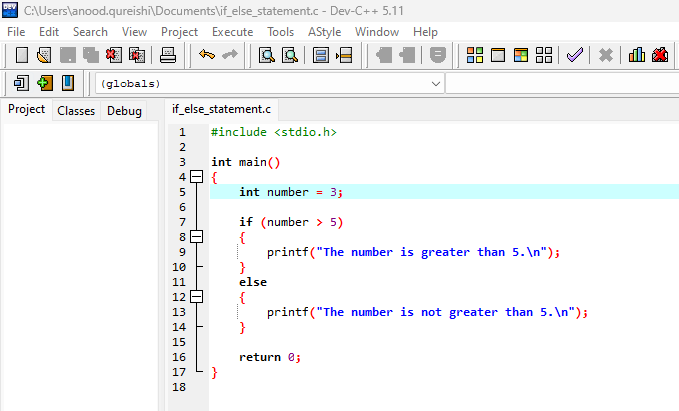 C:\Users\anood.qureishi\Documents\if_else_statement.c - Dev-C++ 5.11
File Edit Search View Project Execute Tools AStyle Window Help
(globals)
Project Classes Debug
if_else_statement.c
1 #include <stdio.h>
2
3 int main()
4 {
5     int number = 3;
6
7     if (number > 5)
8     {
9         printf("The number is greater than 5.\n");
10     }
11     else
12     {
13         printf("The number is not greater than 5.\n");
14     }
15
16     return 0;
17 }
18